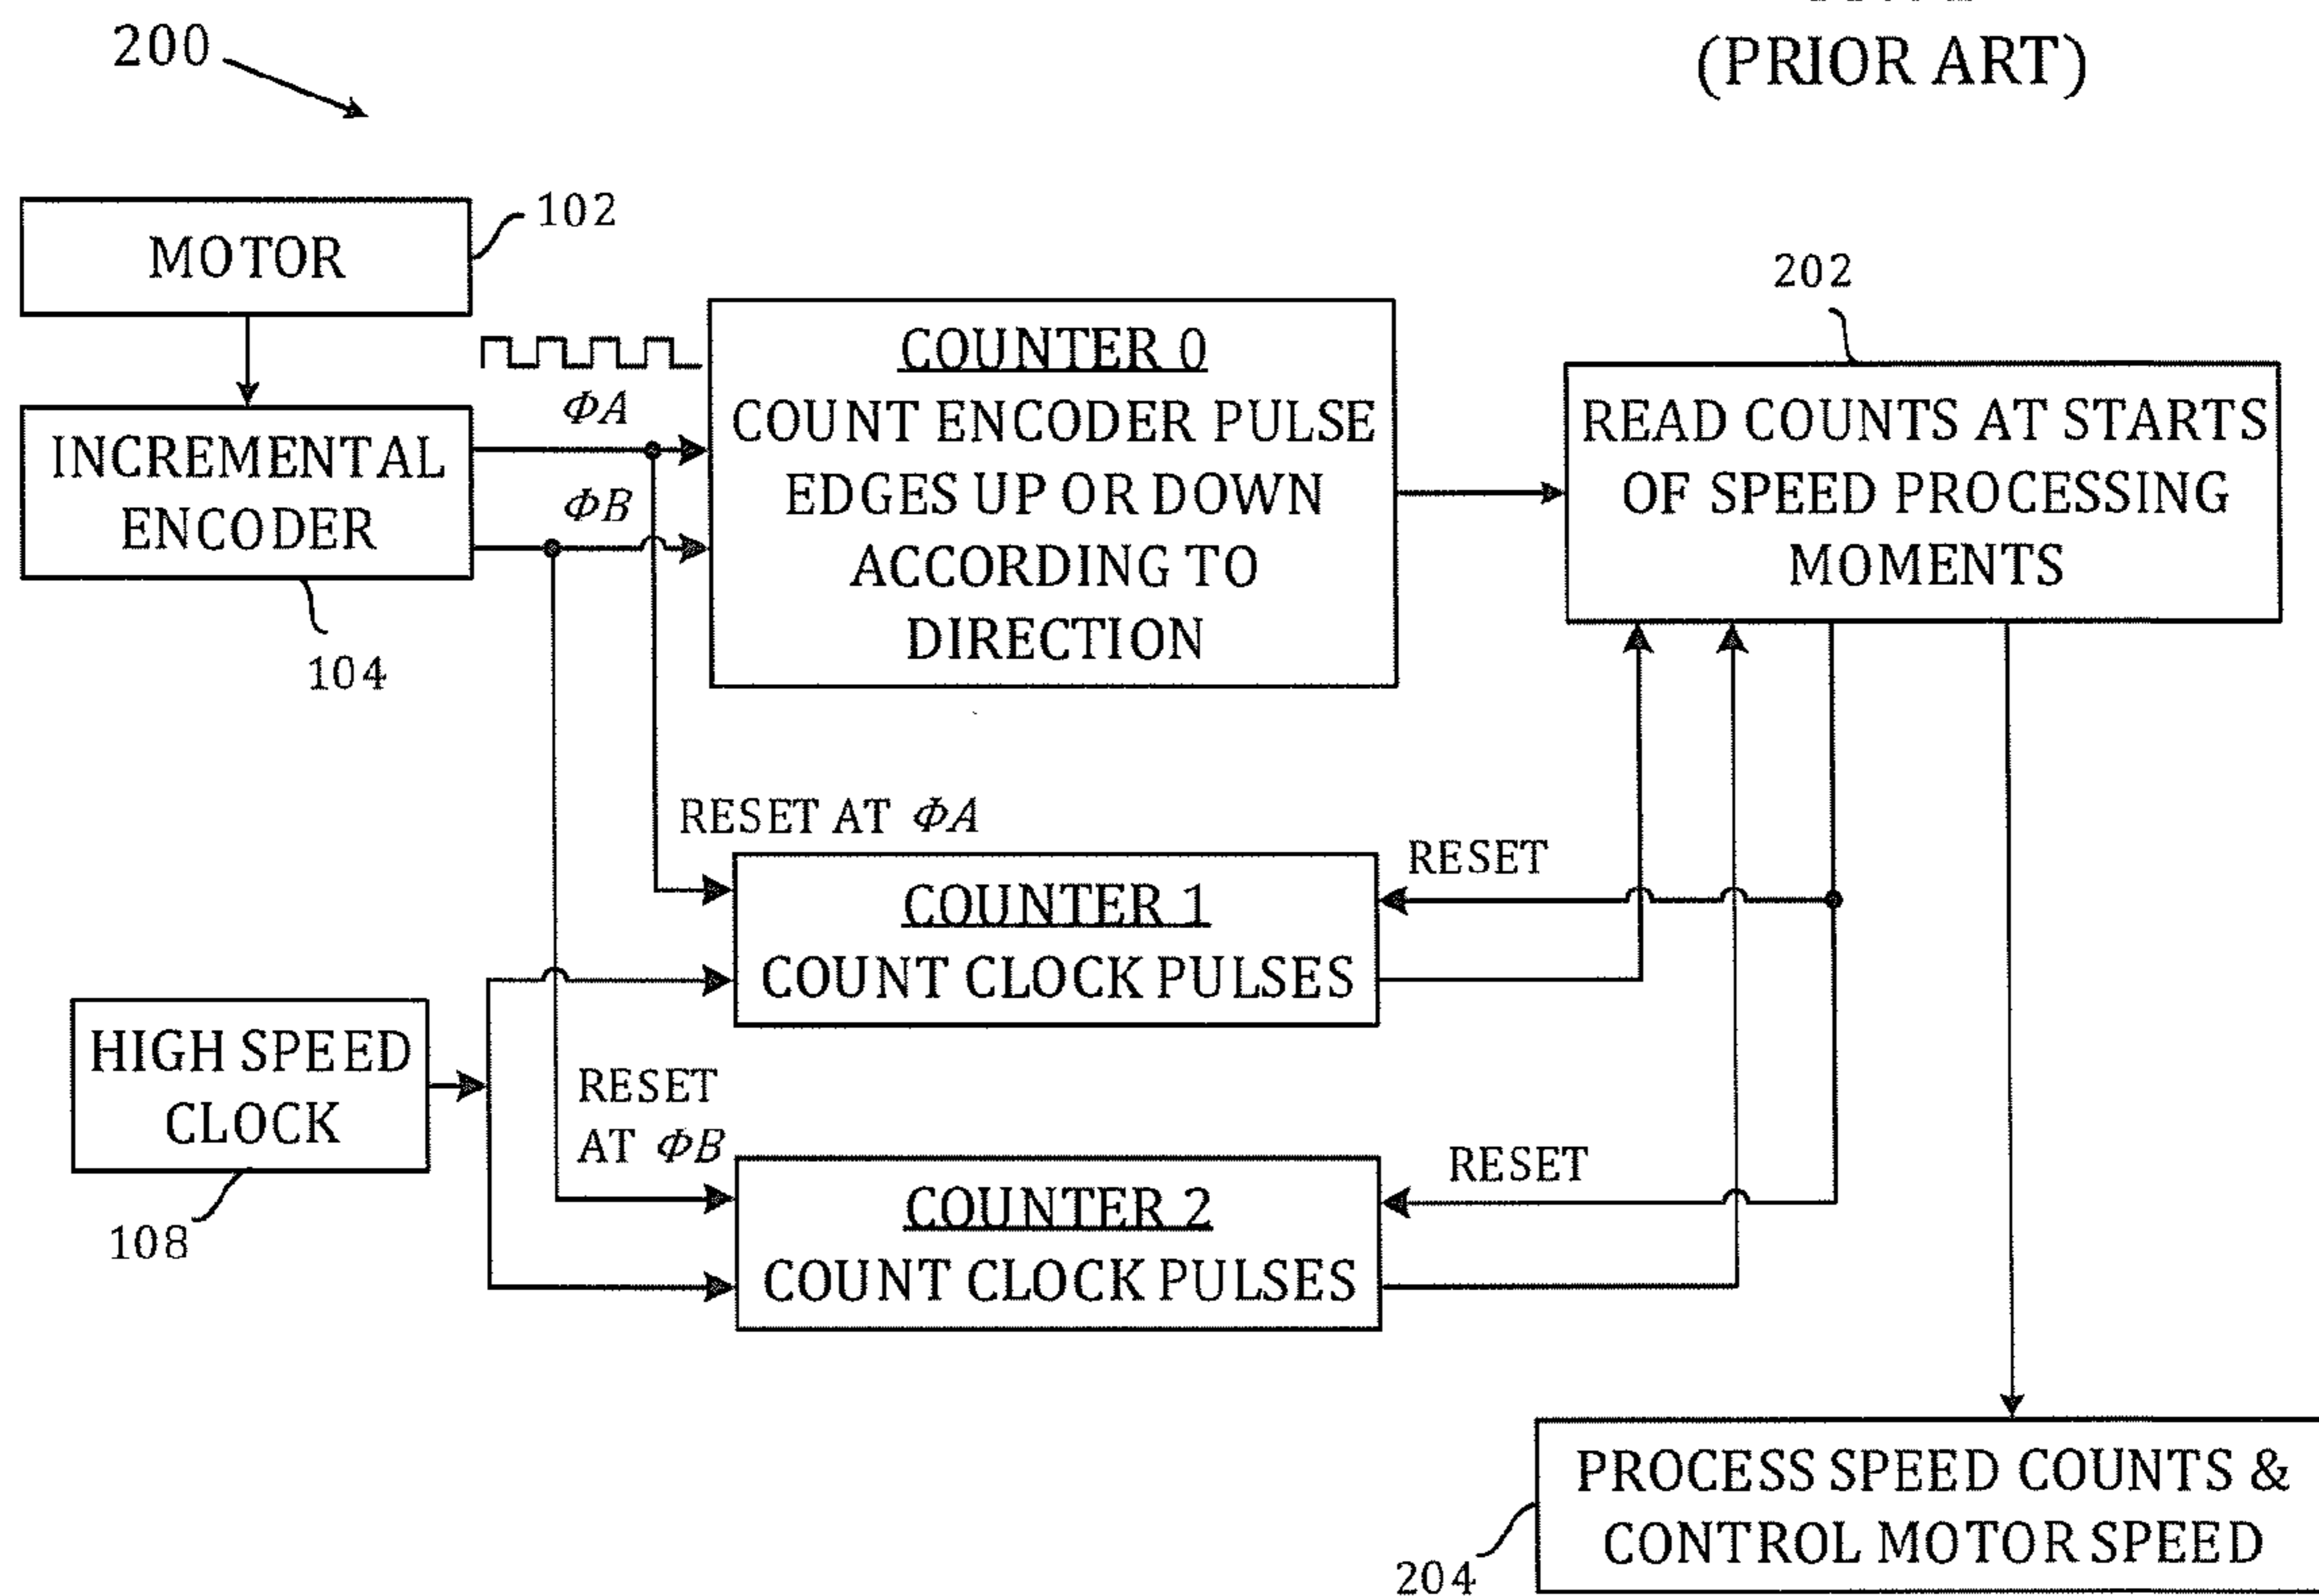 200
(PRIOR ART)
MOTOR
102
INCREMENTAL
ENCODER
104
ΦA
ΦB
COUNTER 0
COUNT ENCODER PULSE
EDGES UP OR DOWN
ACCORDING TO
DIRECTION
202
READ COUNTS AT STARTS
OF SPEED PROCESSING
MOMENTS
RESET AT ΦA
RESET
COUNTER 1
COUNT CLOCK PULSES
HIGH SPEED
CLOCK
108
RESET
AT ΦB
RESET
COUNTER 2
COUNT CLOCK PULSES
PROCESS SPEED COUNTS &
CONTROL MOTOR SPEED
204